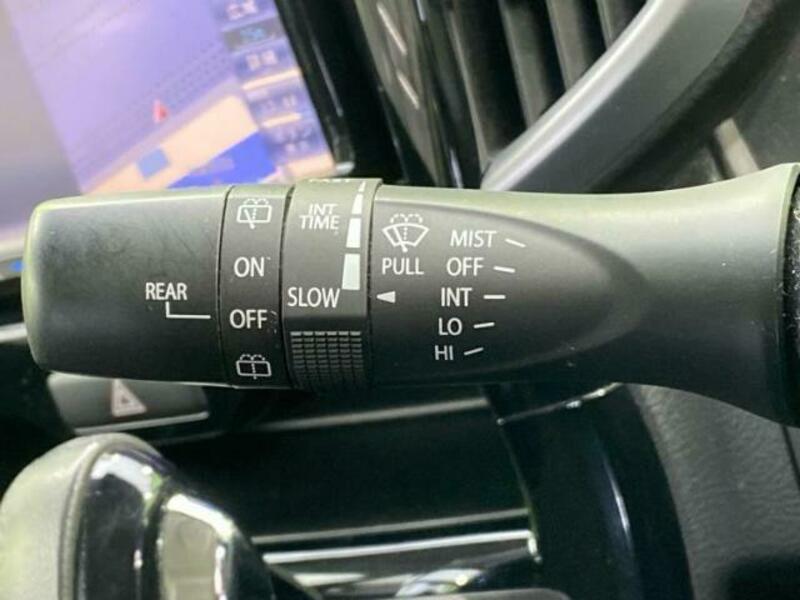 REAR
ON
OFF
INT
TIME
SLOW
PULL
MIST
OFF
INT
LO
HI